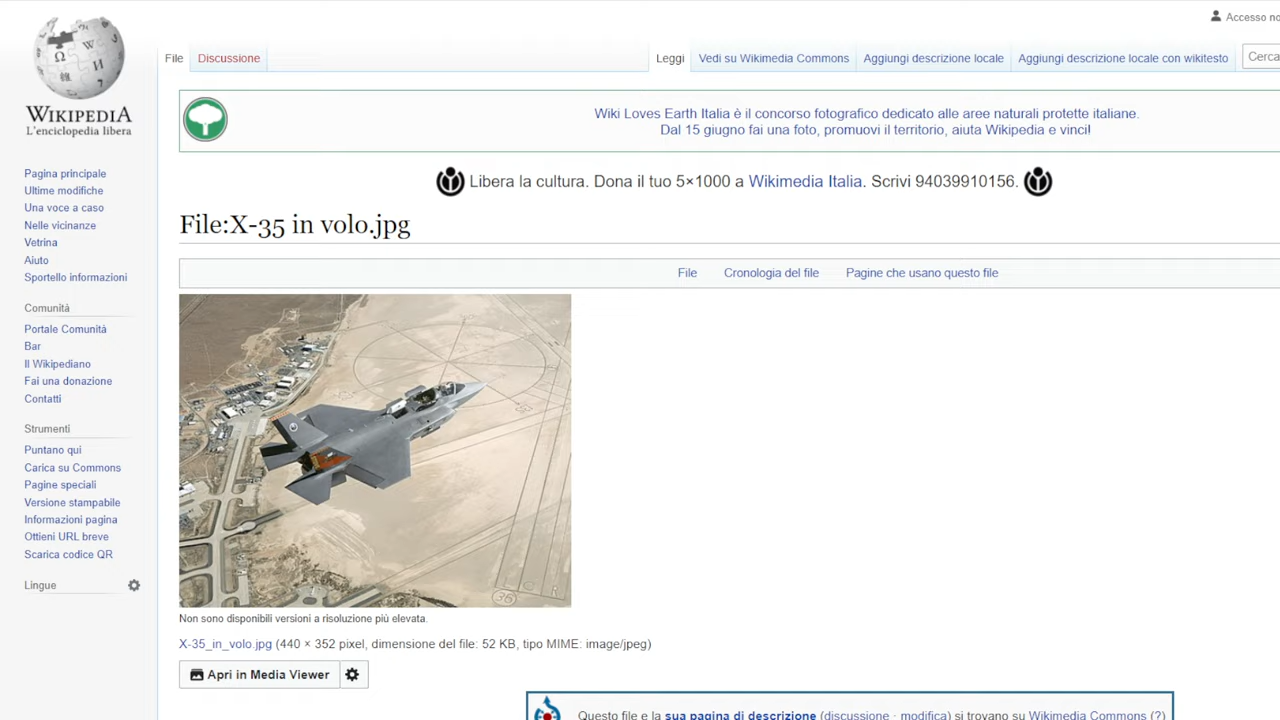 Accesso no
WIKIPEDIA
L'enciclopedia libera
File
Discussione
Leggi
Vedi su Wikimedia Commons
Aggiungi descrizione locale
Aggiungi descrizione locale con wikitesto
Cerca
Wiki Loves Earth Italia è il concorso fotografico dedicato alle aree naturali protette italiane.
Dal 15 giugno fai una foto, promuovi il territorio, aiuta Wikipedia e vinci!
Libera la cultura. Dona il tuo 5×1000 a Wikimedia Italia. Scrivi 94039910156.
File:X-35 in volo.jpg
File
Cronologia del file
Pagine che usano questo file
Pagina principale
Ultime modifiche
Una voce a caso
Nelle vicinanze
Vetrina
Aiuto
Sportello informazioni
Comunità
Portale Comunità
Bar
Il Wikipediano
Fai una donazione
Contatti
Strumenti
Puntano qui
Carica su Commons
Pagine speciali
Versione stampabile
Informazioni pagina
Ottieni URL breve
Scarica codice QR
Lingue
Non sono disponibili versioni a risoluzione più elevata.
X-35_in_volo.jpg (440 × 352 pixel, dimensione del file: 52 KB, tipo MIME: image/jpeg)
Apri in Media Viewer
Questo file e la sua pagina di descrizione (discussione · modifica) si trovano su Wikimedia Commons (?)